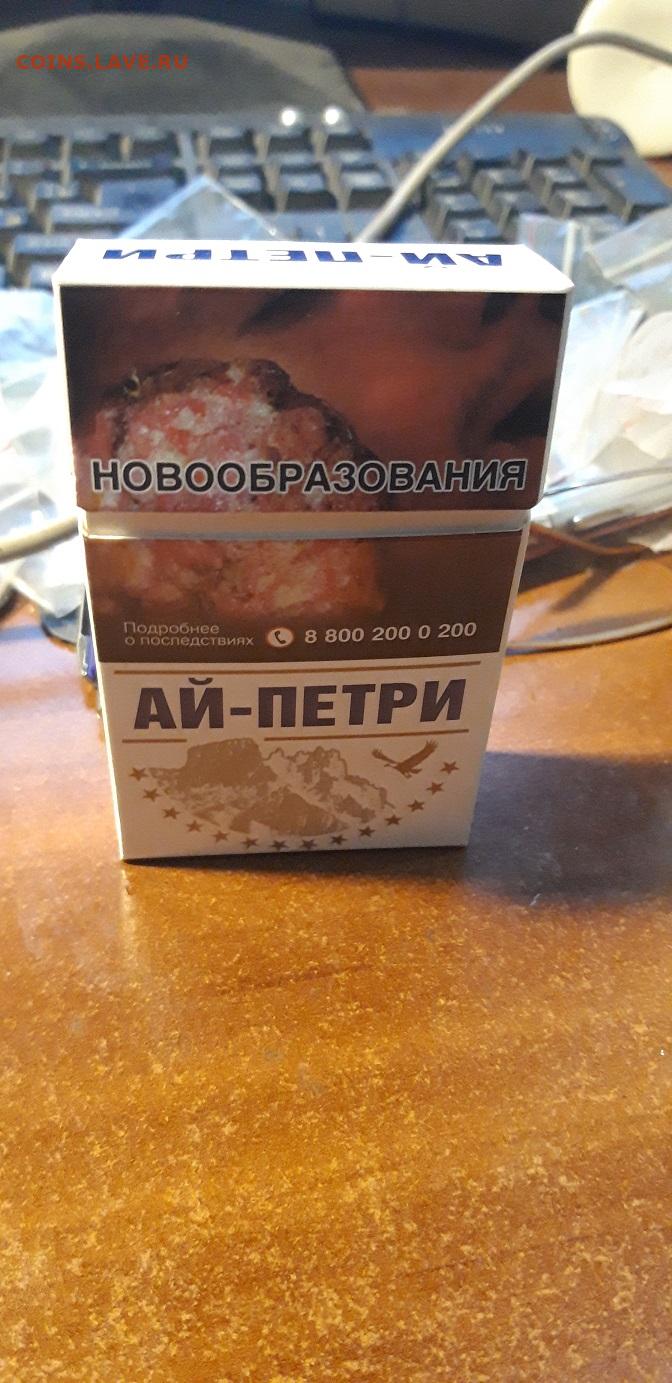 COINS.LAVE.RU
АЙ-ПЕТРИ
НОВООБРАЗОВАНИЯ
Подробнее
о последствиях 8 800 200 0 200
АЙ-ПЕТРИ